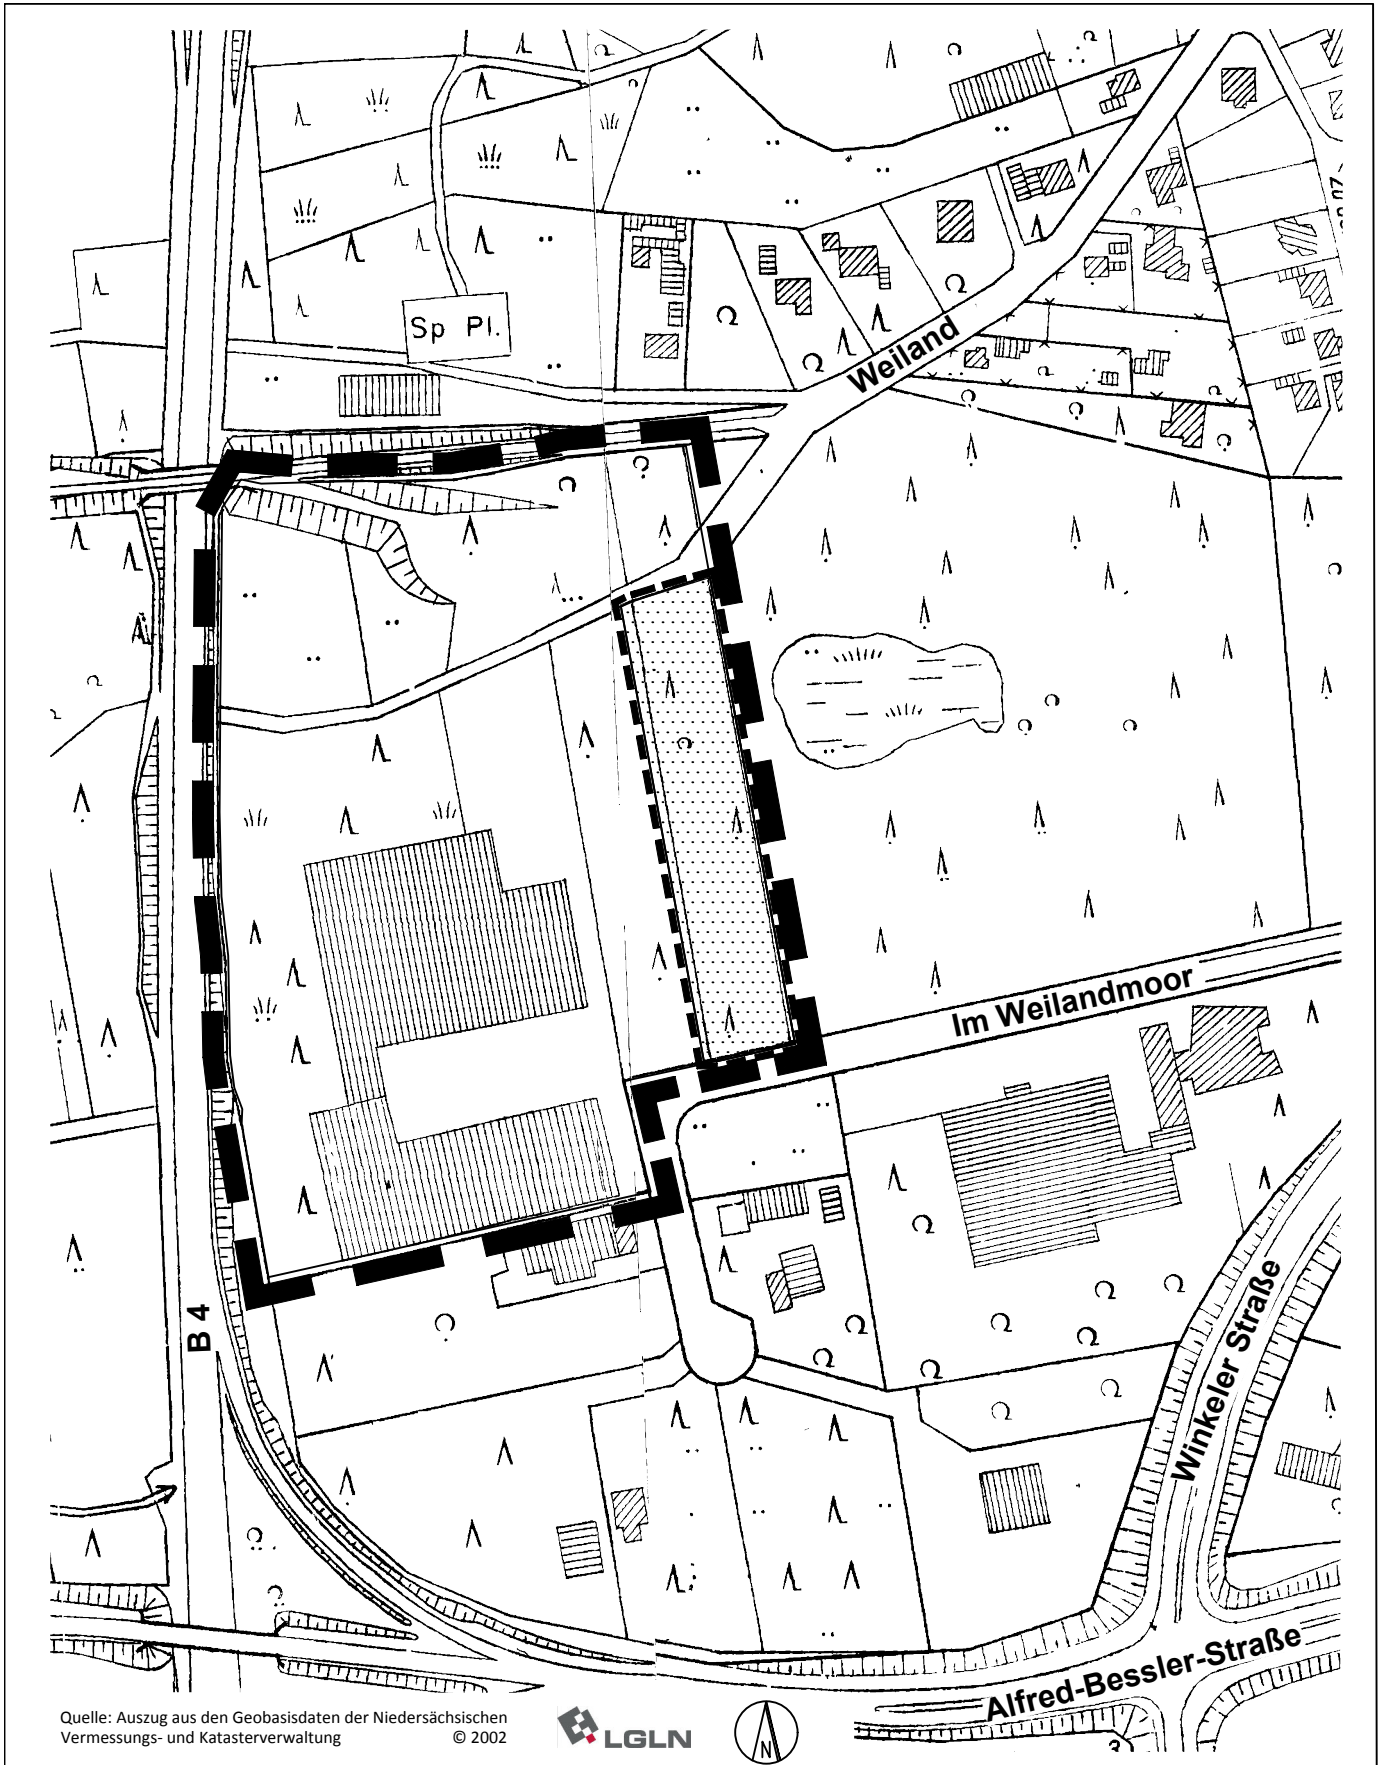 Sp Pl.
Weiland
Im Weilandmoor
B 4
Winkeler Straße
Alfred-Bessler-Straße
Quelle: Auszug aus den Geobasisdaten der Niedersächsischen
Vermessungs- und Katasterverwaltung © 2002
LGLN
N